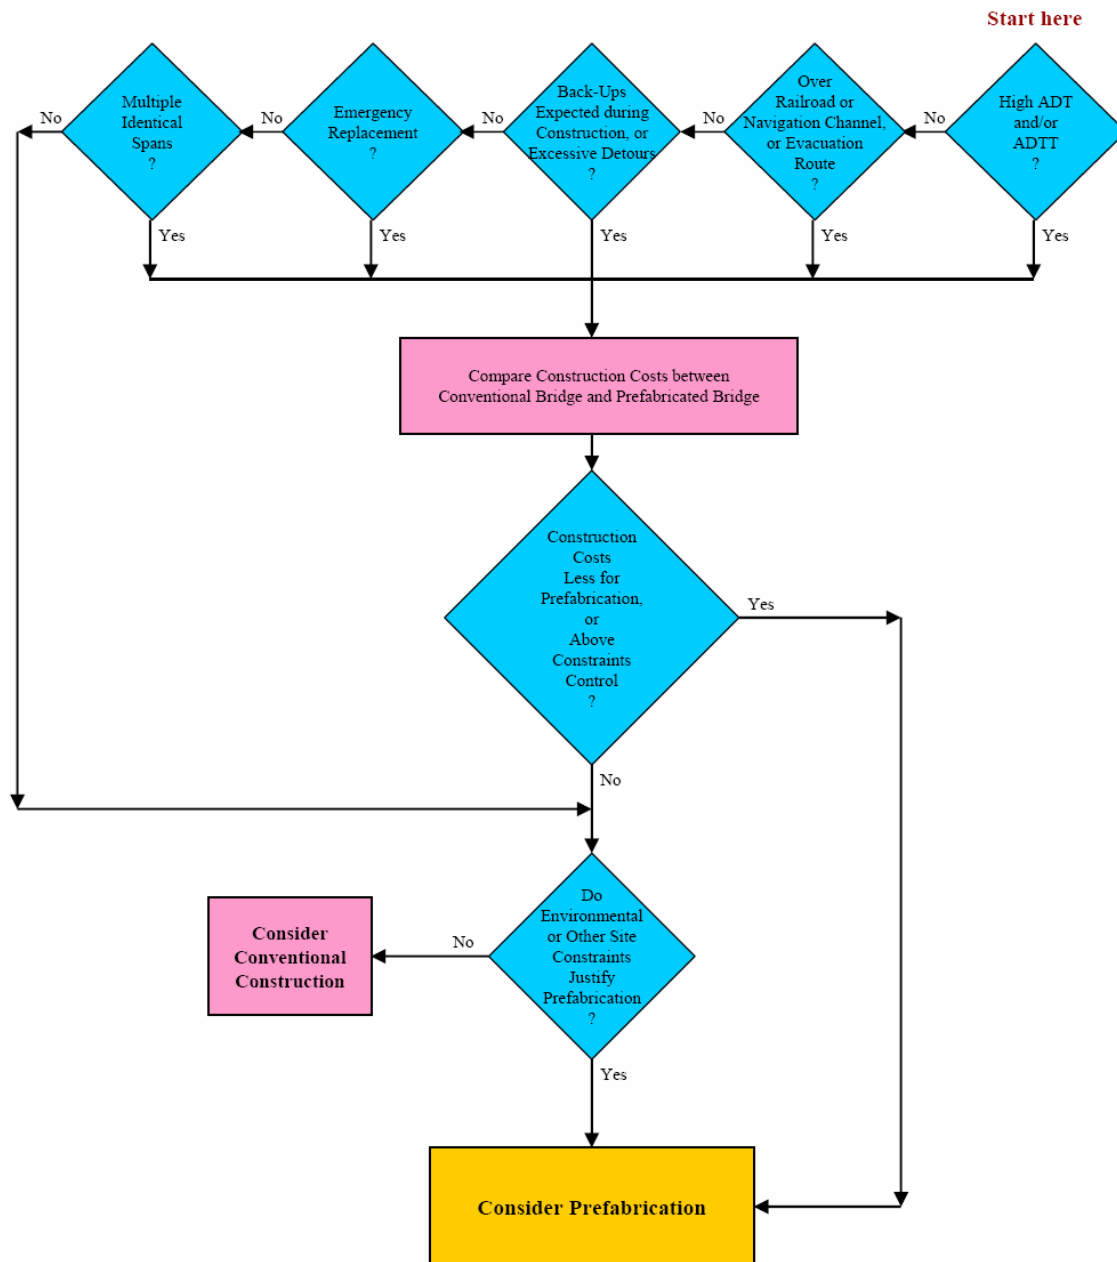 Start here
Multiple
Identical
Spans
?
No
Emergency
Replacement
?
No
Back-Ups
Expected during
Construction, or
Excessive Detours
?
No
Over
Railroad or
Navigation Channel,
or Evacuation
Route
?
No
High ADT
and/or
ADTT
?
No
Yes
Yes
Yes
Yes
Yes
Compare Construction Costs between
Conventional Bridge and Prefabricated Bridge
Construction
Costs
Less for
Prefabrication,
or
Above
Constraints
Control
?
Yes
No
Do
Environmental
or Other Site
Constraints
Justify
Prefabrication
?
No
Consider
Conventional
Construction
Yes
Consider Prefabrication